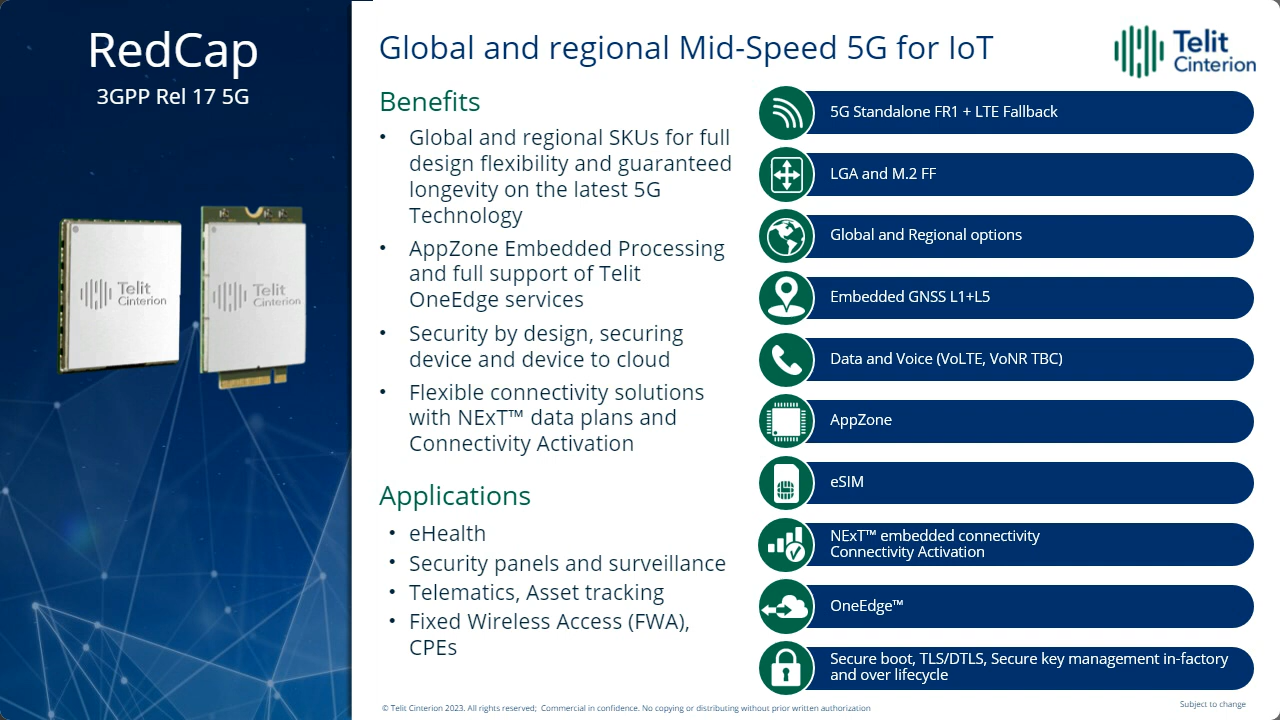 RedCap
3GPP Rel 17 5G
Telit
Cinterion
Telit
Cinterion
Global and regional Mid-Speed 5G for IoT
Telit
Cinterion
Benefits
• Global and regional SKUs for full
design flexibility and guaranteed
longevity on the latest 5G
Technology
• AppZone Embedded Processing
and full support of Telit
OneEdge services
• Security by design, securing
device and device to cloud
• Flexible connectivity solutions
with NExT™ data plans and
Connectivity Activation
Applications
• eHealth
• Security panels and surveillance
• Telematics, Asset tracking
• Fixed Wireless Access (FWA),
CPEs
5G Standalone FR1 + LTE Fallback
LGA and M.2 FF
Global and Regional options
Embedded GNSS L1+L5
Data and Voice (VoLTE, VoNR TBC)
AppZone
eSIM
NExT™ embedded connectivity
Connectivity Activation
OneEdge™
Secure boot, TLS/DTLS, Secure key management in-factory
and over lifecycle
© Telit Cinterion 2023. All rights reserved; Commercial in confidence. No copying or distributing without prior written authorization
Subject to change